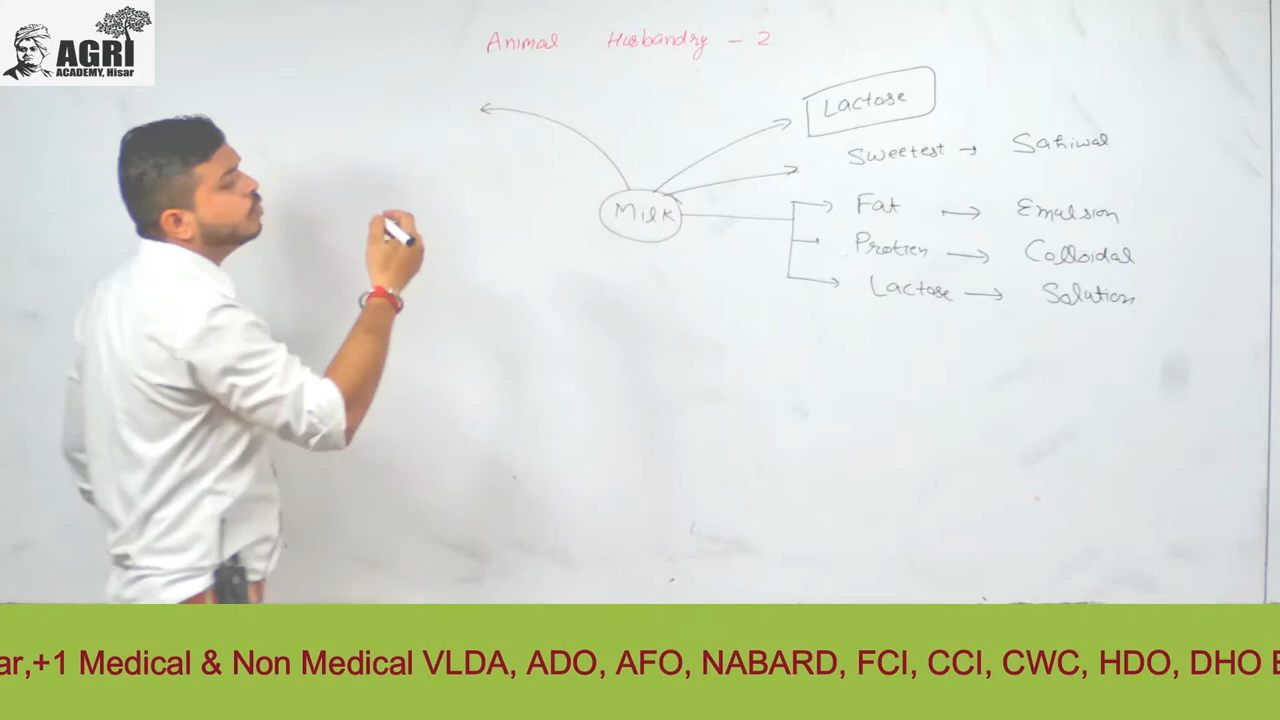 AGRI
ACADEMY, Hisar
Animal Husbandry - 2
Lactose
Sweetest → Sahiwal
Milk
Fat → Emulsion
Protien → Colloidal
Lactose → Solution
ar,+1 Medical & Non Medical VLDA, ADO, AFO, NABARD, FCI, CCI, CWC, HDO, DHO E